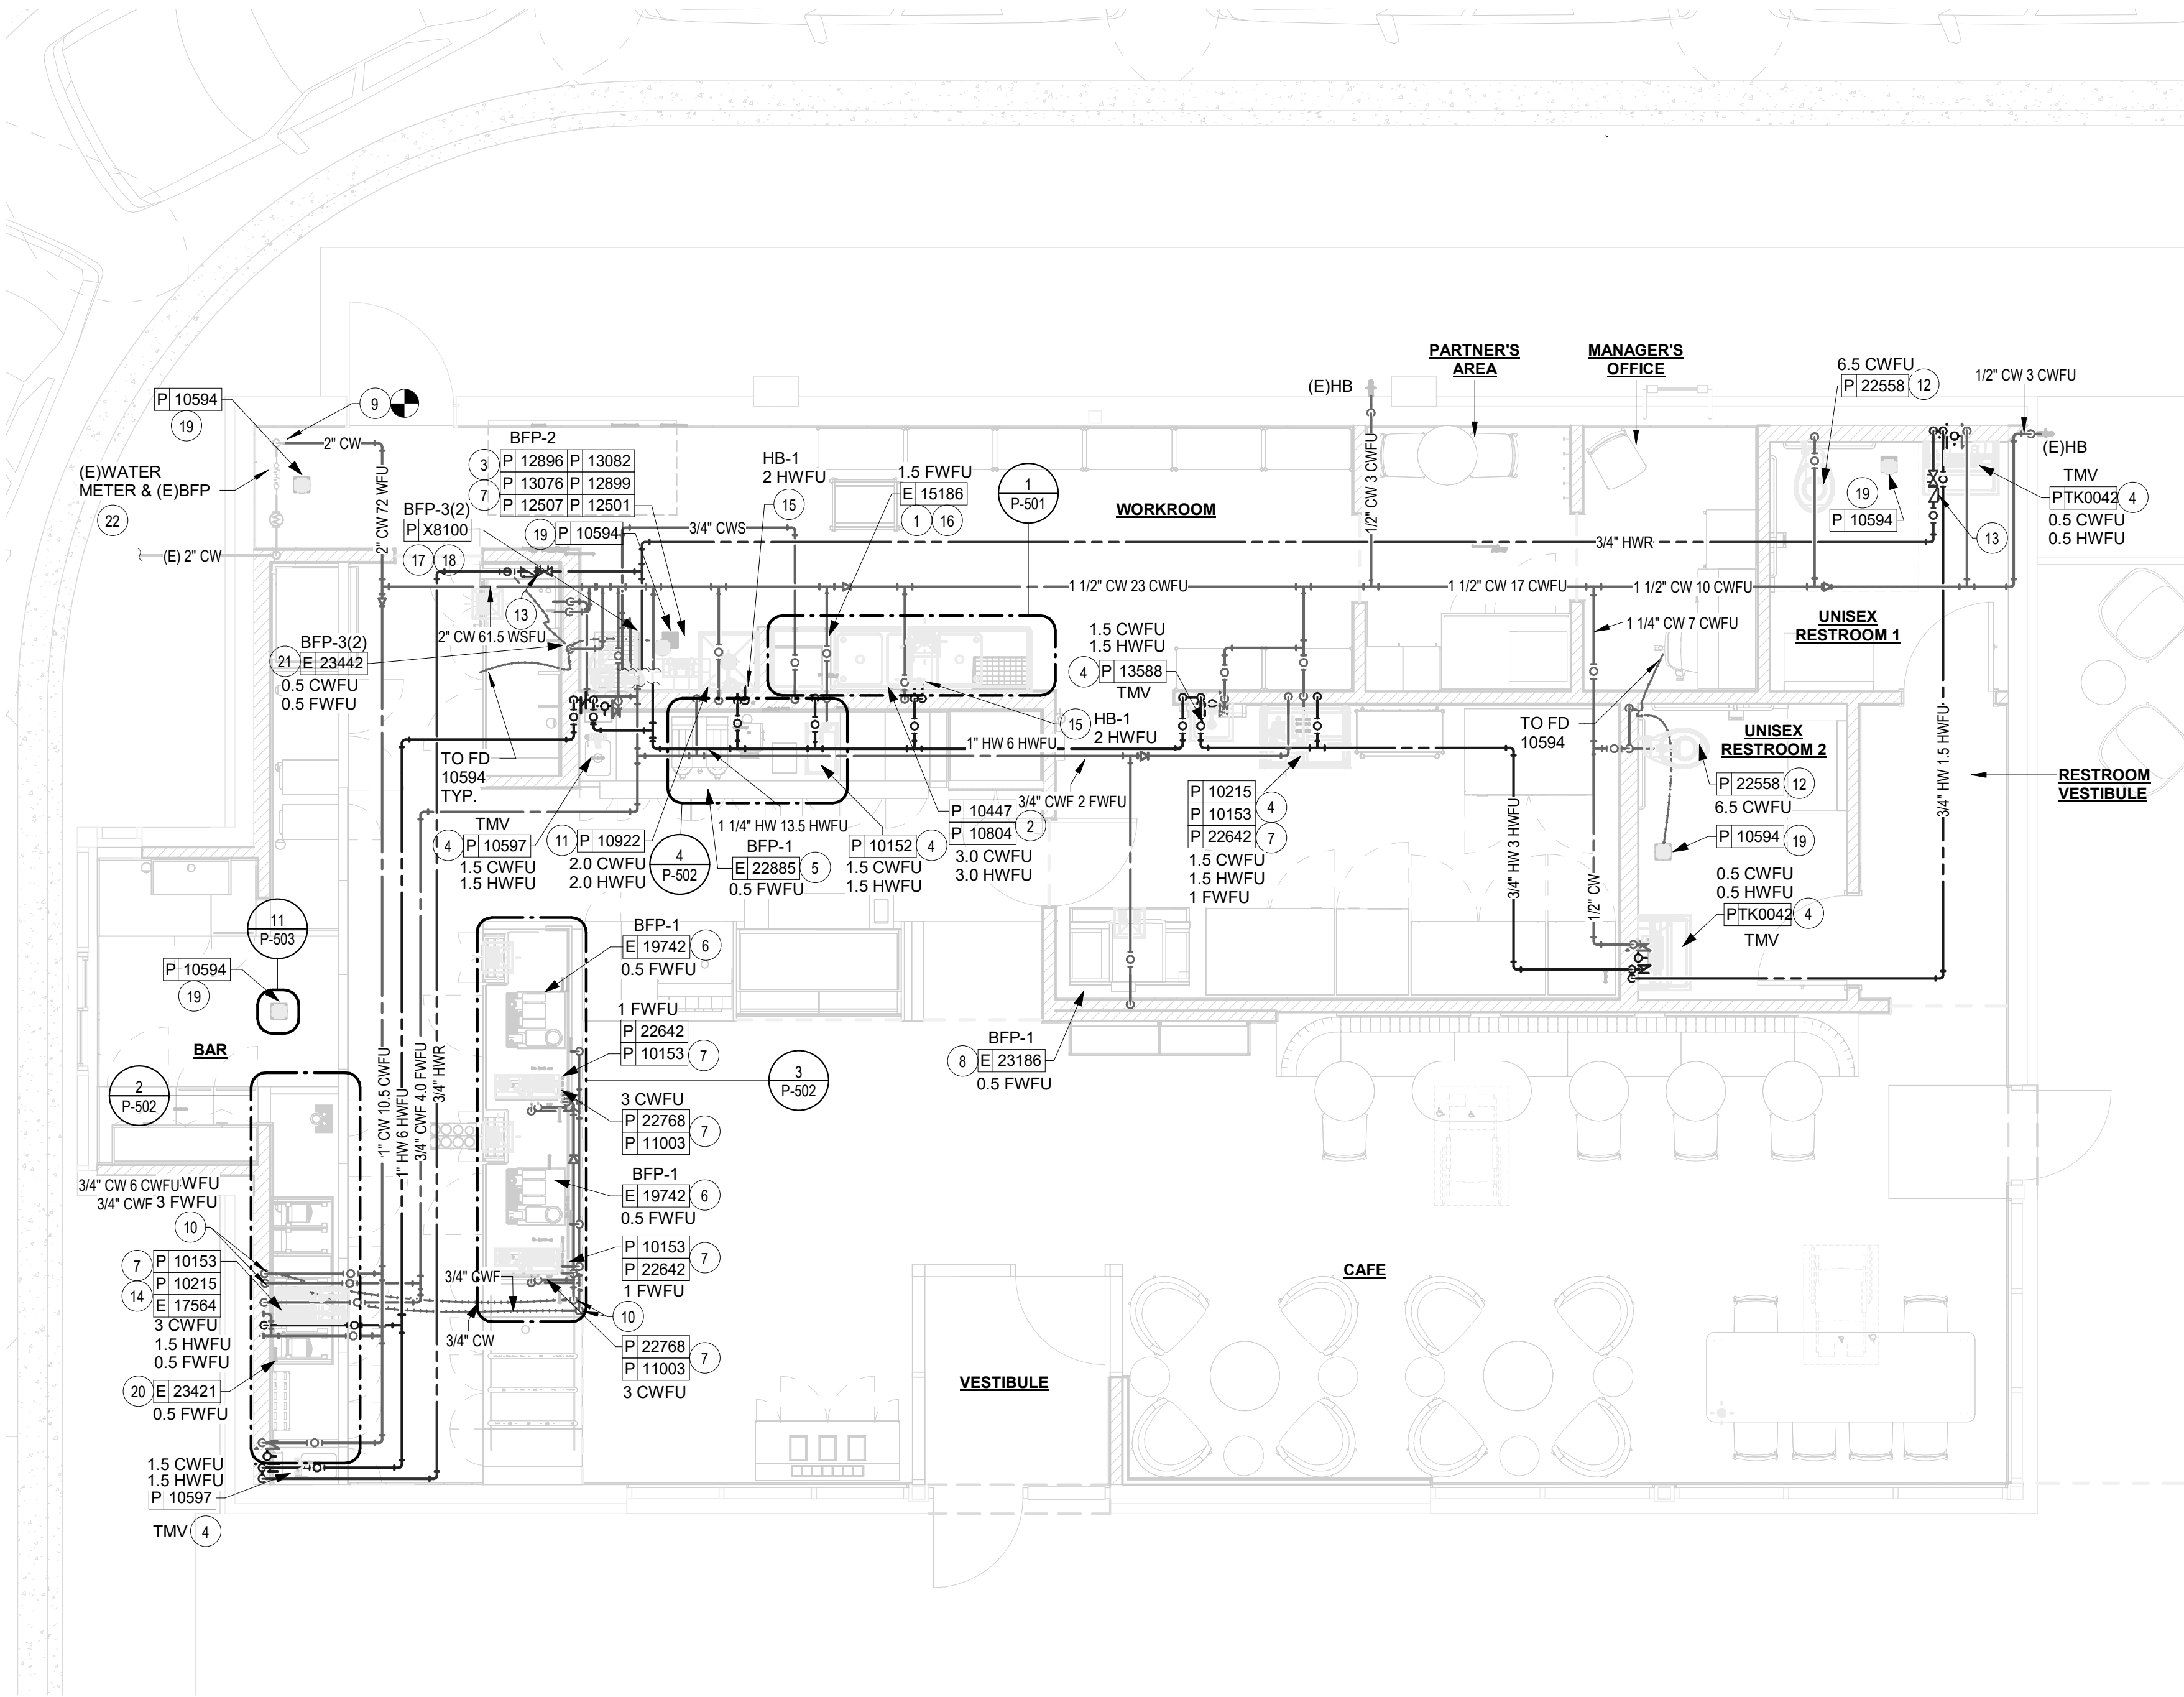 PARTNER'S
AREA
MANAGER'S
OFFICE
(E)HB
6.5 CWFU
P 22558 12
1/2" CW 3 CWFU
P 10594
19
9
2" CW
BFP-2
3 P 12896 P 13082
P 13076 P 12899
7 P 12507 P 12501
HB-1
2 HWFU
15
1.5 FWFU
E 15186
1 16
1
P-501
WORKROOM
1/2" CW 3 CWFU
(E)HB
(E)WATER
METER & (E)BFP
22
2" CW 72 WFU
BFP-3(2)
P X8100
17 18
19 P 10594
3/4" CWS
19
P 10594
TMV
P TK0042 4
0.5 CWFU
0.5 HWFU
13
(E) 2" CW
3/4" HWR
13
2" CW 61.5 WSFU
1 1/2" CW 23 CWFU
1 1/2" CW 17 CWFU
1 1/2" CW 10 CWFU
UNISEX
RESTROOM 1
BFP-3(2)
21 E 23442
0.5 CWFU
0.5 FWFU
1.5 CWFU
1.5 HWFU
4 P 13588
TMV
1 1/4" CW 7 CWFU
TO FD
10594
TYP.
15 HB-1
2 HWFU
1" HW 6 HWFU
TO FD
10594
UNISEX
RESTROOM 2
P 22558 12
6.5 CWFU
3/4" HW 1.5 HWFU
RESTROOM
VESTIBULE
TMV
4 P 10597
1.5 CWFU
1.5 HWFU
11 P 10922
2.0 CWFU
2.0 HWFU
4
P-502
1 1/4" HW 13.5 HWFU
BFP-1
E 22885 5
0.5 FWFU
P 10152 4
1.5 CWFU
1.5 HWFU
P 10447
P 10804 2
3.0 CWFU
3.0 HWFU
3/4" CWF 2 FWFU
P 10215
P 10153 4
P 22642 7
1.5 CWFU
1.5 HWFU
1 FWFU
3/4" HW 3 HWFU
1/2" CW
P 10594 19
0.5 CWFU
0.5 HWFU
P TK0042 4
TMV
11
P-503
P 10594
19
BAR
2
P-502
1" CW 10.5 CWFU
1" HW 6 HWFU
3/4" CWF 4.0 FWFU
3/4" HWR
BFP-1
E 19742 6
0.5 FWFU
1 FWFU
P 22642
P 10153 7
3
P-502
3 CWFU
P 22768
P 11003 7
BFP-1
E 19742 6
0.5 FWFU
P 10153
P 22642 7
1 FWFU
10
P 22768
P 11003 7
3 CWFU
BFP-1
8 E 23186
0.5 FWFU
3/4" CW 6 CWFU
3/4" CWF 3 FWFU
10
7 P 10153
P 10215
14 E 17564
3 CWFU
1.5 HWFU
0.5 FWFU
20 E 23421
0.5 FWFU
3/4" CWF
3/4" CW
1.5 CWFU
1.5 HWFU
P 10597
TMV 4
VESTIBULE
CAFE